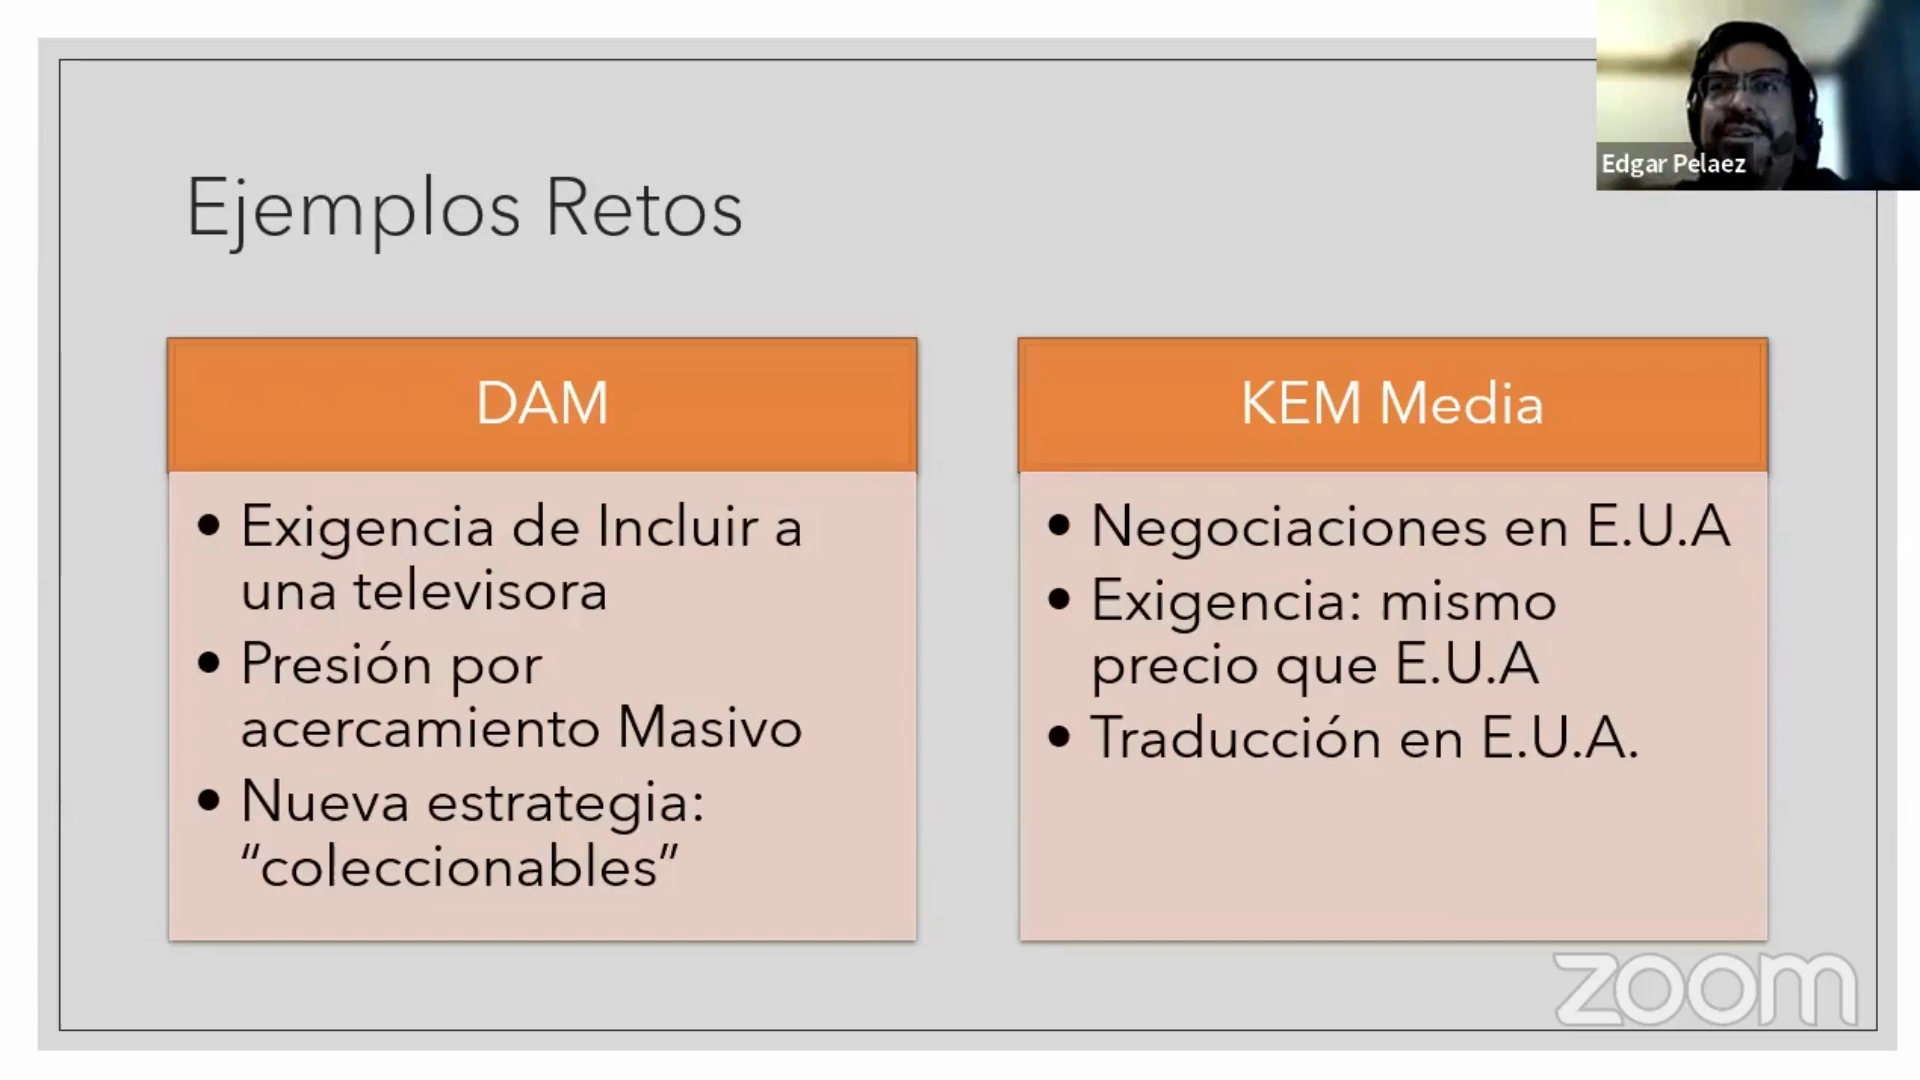 Edgar Pelaez
Ejemplos Retos
DAM
• Exigencia de Incluir a
una televisora
• Presión por
acercamiento Masivo
• Nueva estrategia:
“coleccionables”
KEM Media
• Negociaciones en E.U.A
• Exigencia: mismo
precio que E.U.A
• Traducción en E.U.A.
zoom